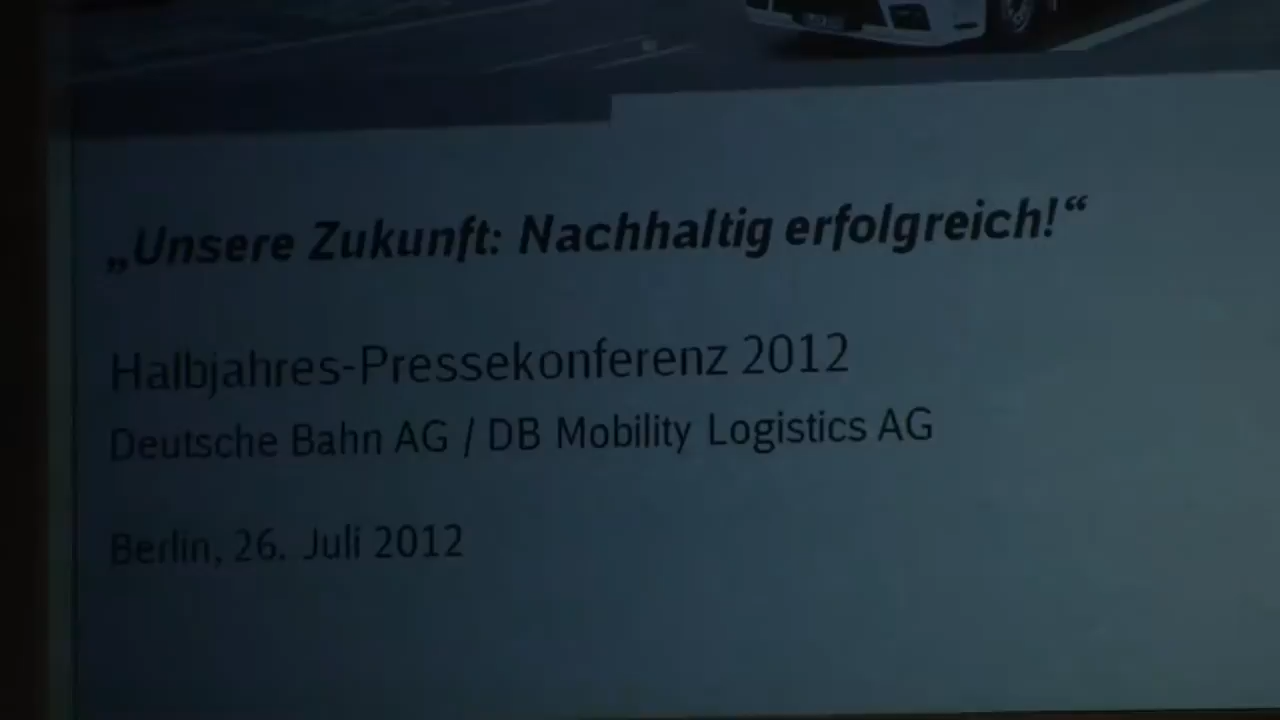 „Unsere Zukunft: Nachhaltig erfolgreich!“
Halbjahres-Pressekonferenz 2012
Deutsche Bahn AG / DB Mobility Logistics AG
Berlin, 26. Juli 2012